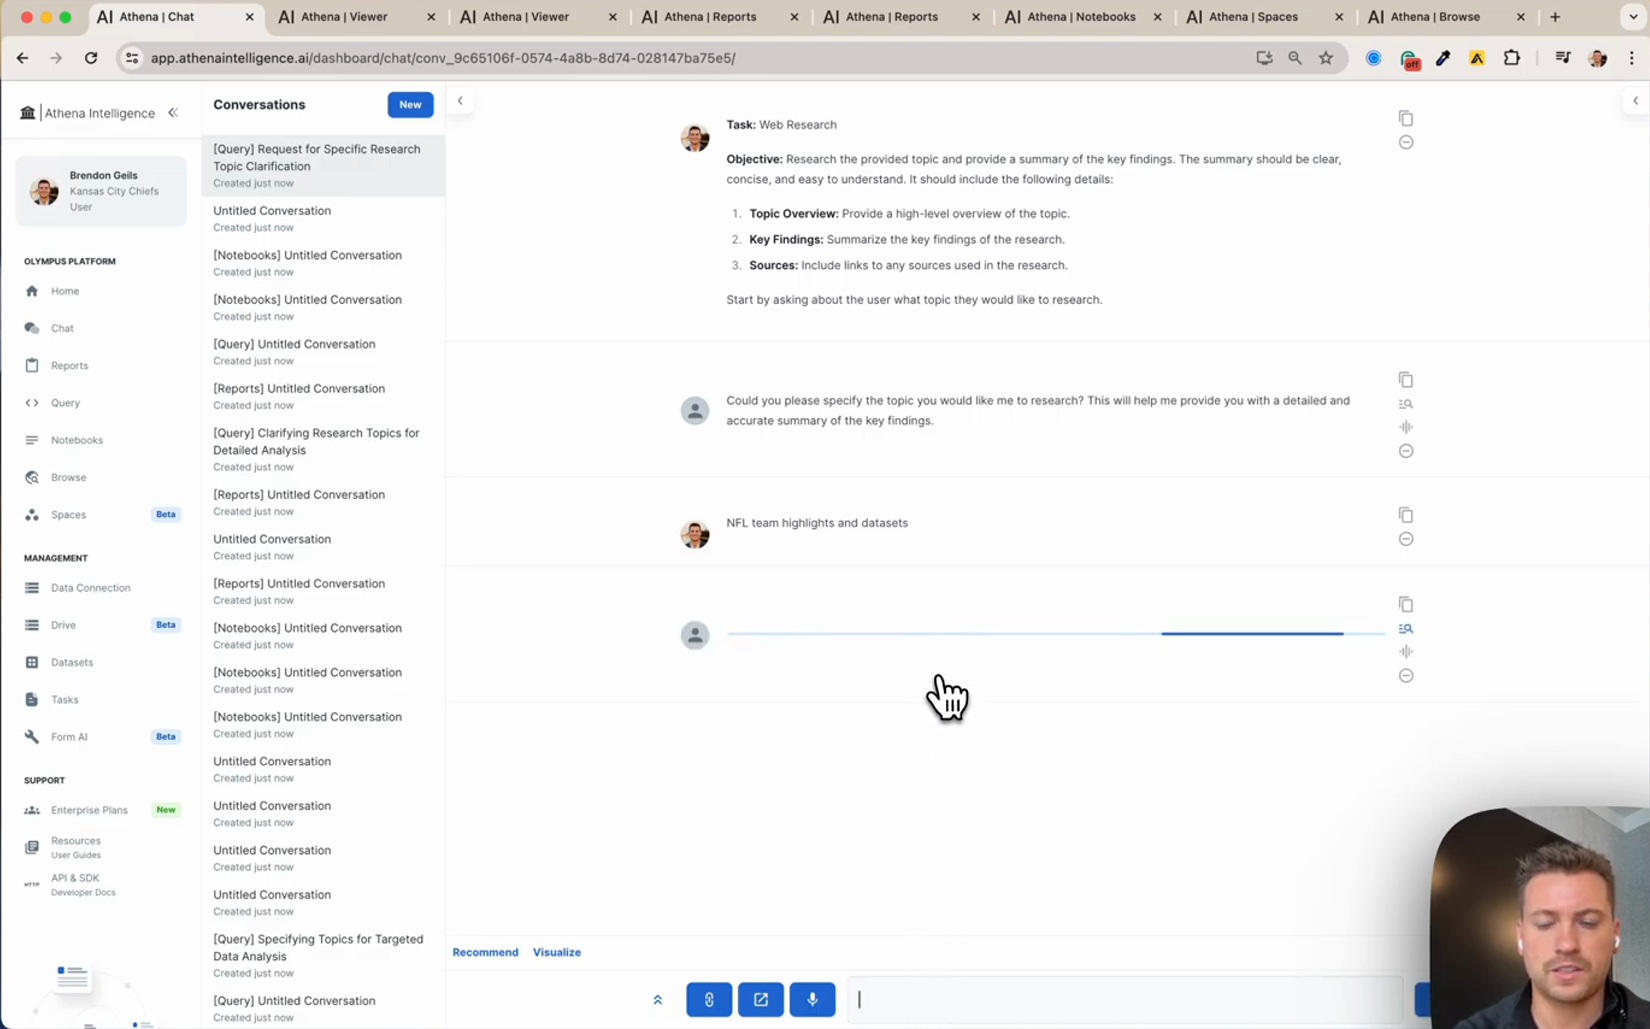 AI Athena | Chat
AI Athena | Viewer
AI Athena | Viewer
AI Athena | Reports
AI Athena | Reports
AI Athena | Notebooks
AI Athena | Spaces
AI Athena | Browse
app.athenaintelligence.ai/dashboard/chat/conv_9c65106f-0574-4a8b-8d74-028147ba75e5/
off
Athena Intelligence
Brendon Geils
Kansas City Chiefs
User
OLYMPUS PLATFORM
Home
Chat
Reports
Query
Notebooks
Browse
Spaces Beta
MANAGEMENT
Data Connection
Drive Beta
Datasets
Tasks
Form AI Beta
SUPPORT
Enterprise Plans New
Resources
User Guides
HTTP API & SDK
Developer Docs
Conversations New
[Query] Request for Specific Research
Topic Clarification
Created just now
Untitled Conversation
Created just now
[Notebooks] Untitled Conversation
Created just now
[Notebooks] Untitled Conversation
Created just now
[Query] Untitled Conversation
Created just now
[Reports] Untitled Conversation
Created just now
[Query] Clarifying Research Topics for
Detailed Analysis
Created just now
[Reports] Untitled Conversation
Created just now
Untitled Conversation
Created just now
[Reports] Untitled Conversation
Created just now
[Notebooks] Untitled Conversation
Created just now
[Notebooks] Untitled Conversation
Created just now
[Notebooks] Untitled Conversation
Created just now
Untitled Conversation
Created just now
Untitled Conversation
Created just now
Untitled Conversation
Created just now
Untitled Conversation
Created just now
[Query] Specifying Topics for Targeted
Data Analysis
Created just now
[Query] Untitled Conversation
Created just now
Task: Web Research
Objective: Research the provided topic and provide a summary of the key findings. The summary should be clear,
concise, and easy to understand. It should include the following details:
1. Topic Overview: Provide a high-level overview of the topic.
2. Key Findings: Summarize the key findings of the research.
3. Sources: Include links to any sources used in the research.
Start by asking about the user what topic they would like to research.
Could you please specify the topic you would like me to research? This will help me provide you with a detailed and
accurate summary of the key findings.
NFL team highlights and datasets
Recommend Visualize